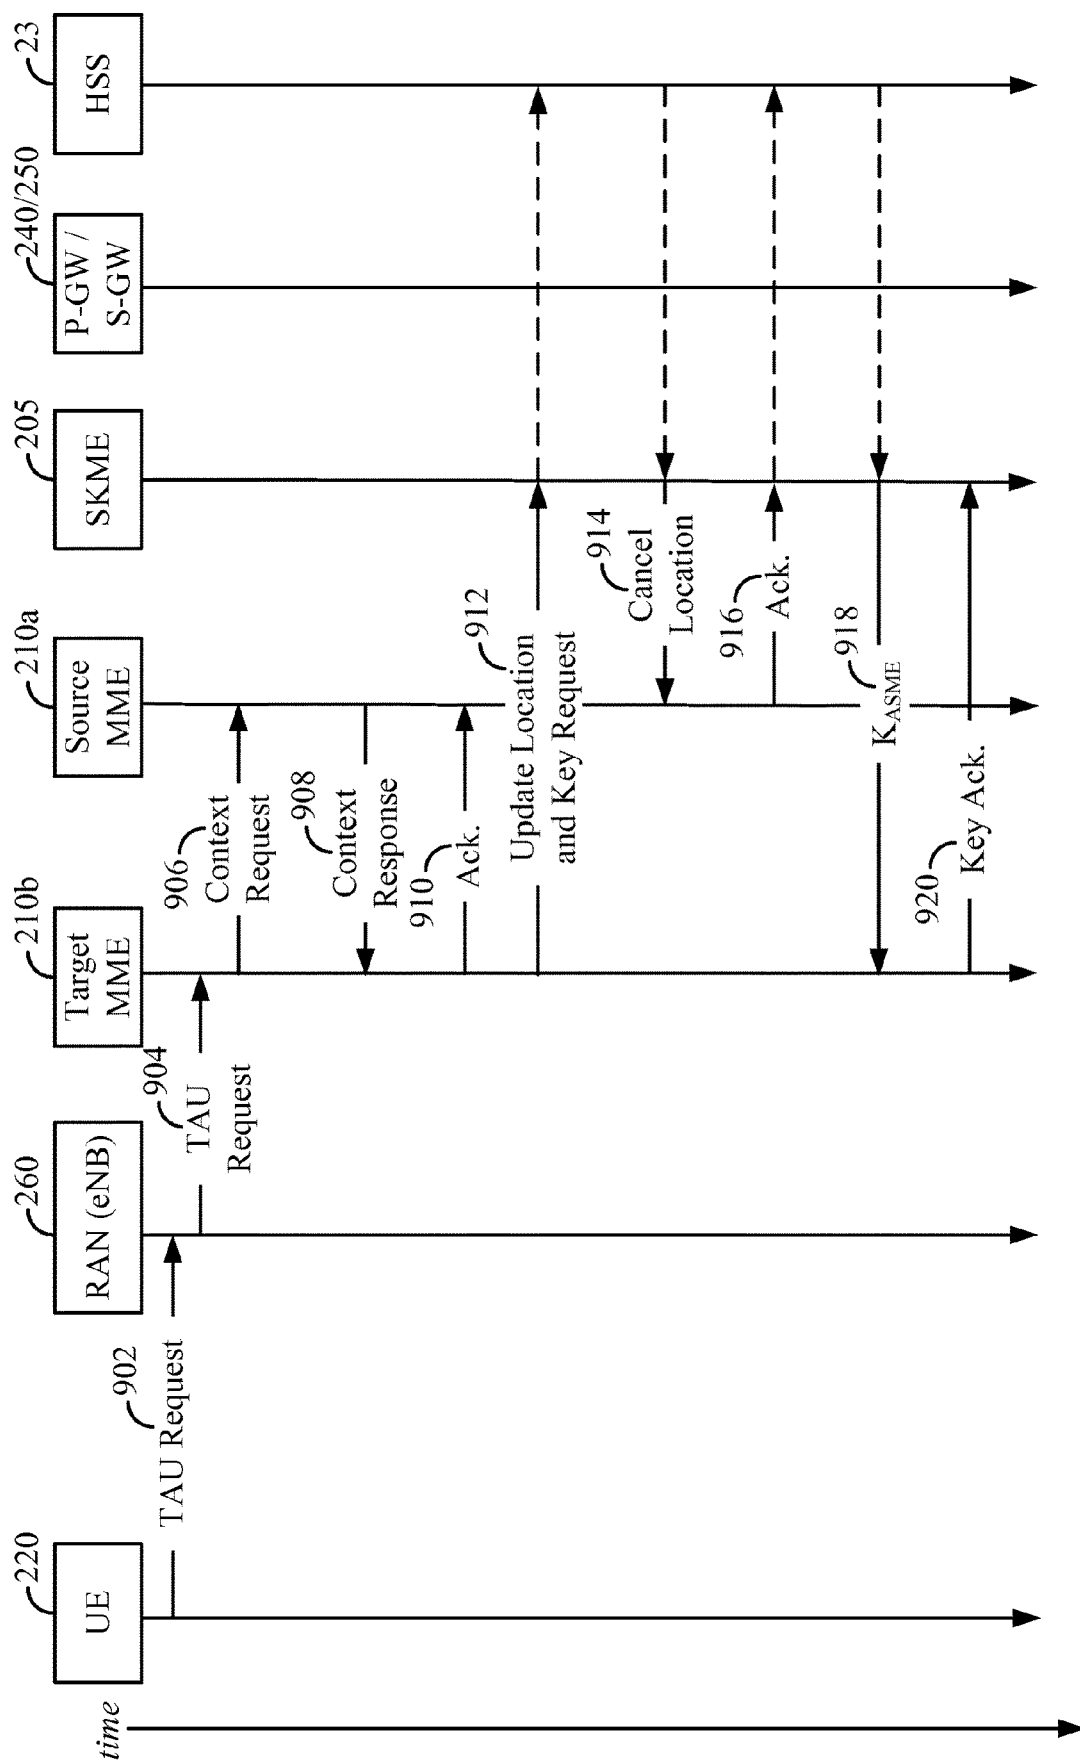 time
220
UE
260
RAN (eNB)
210b
Target
MME
210a
Source
MME
205
SKME
240/250
P-GW /
S-GW
23
HSS
902
TAU Request
904
TAU
Request
906
Context
Request
908
Context
Response
910
Ack.
912
Update Location
and Key Request
914
Cancel
Location
916
Ack.
918
KASME
920
Key Ack.